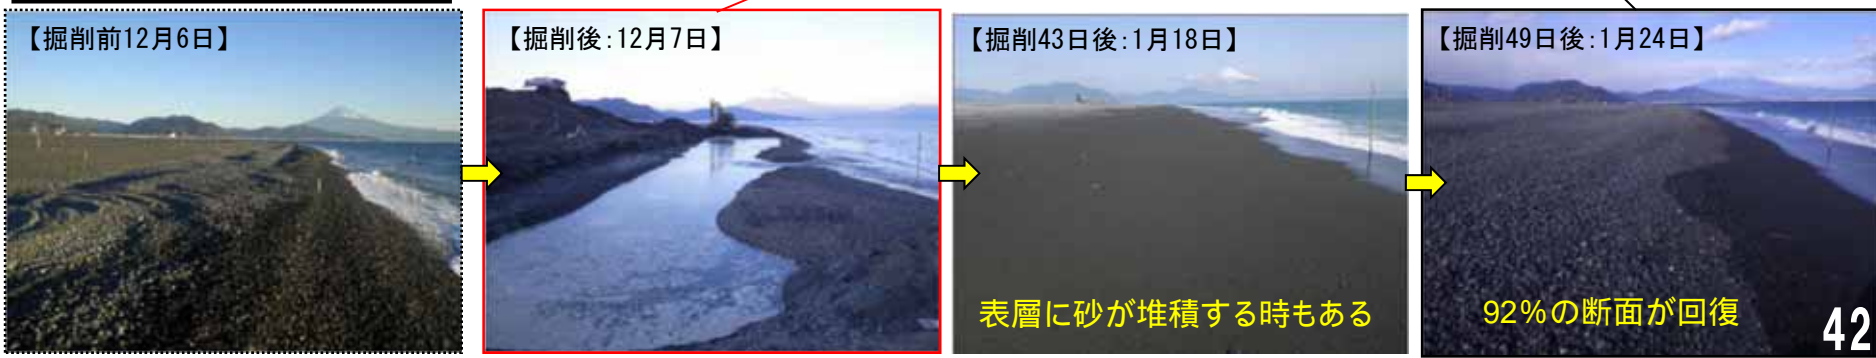 【掘削前12月6日】
【掘削後:12月7日】
【掘削43日後:1月18日】
【掘削49日後:1月24日】
表層に砂が堆積する時もある
92%の断面が回復
42